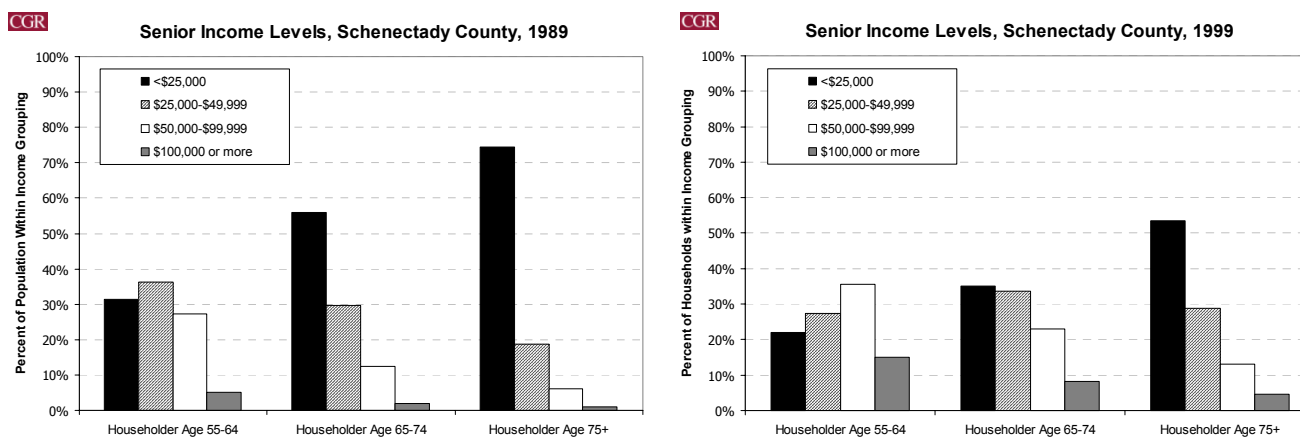 CGR
Senior Income Levels, Schenectady County, 1989
Percent of Population Within Income Grouping
100%
90%
80%
70%
60%
50%
40%
30%
20%
10%
0%
<$25,000
$25,000-$49,999
$50,000-$99,999
$100,000 or more
Householder Age 55-64
Householder Age 65-74
Householder Age 75+
CGR
Senior Income Levels, Schenectady County, 1999
Percent of Households within Income Grouping
100%
90%
80%
70%
60%
50%
40%
30%
20%
10%
0%
<$25,000
$25,000-$49,999
$50,000-$99,999
$100,000 or more
Householder Age 55-64
Householder Age 65-74
Householder Age 75+